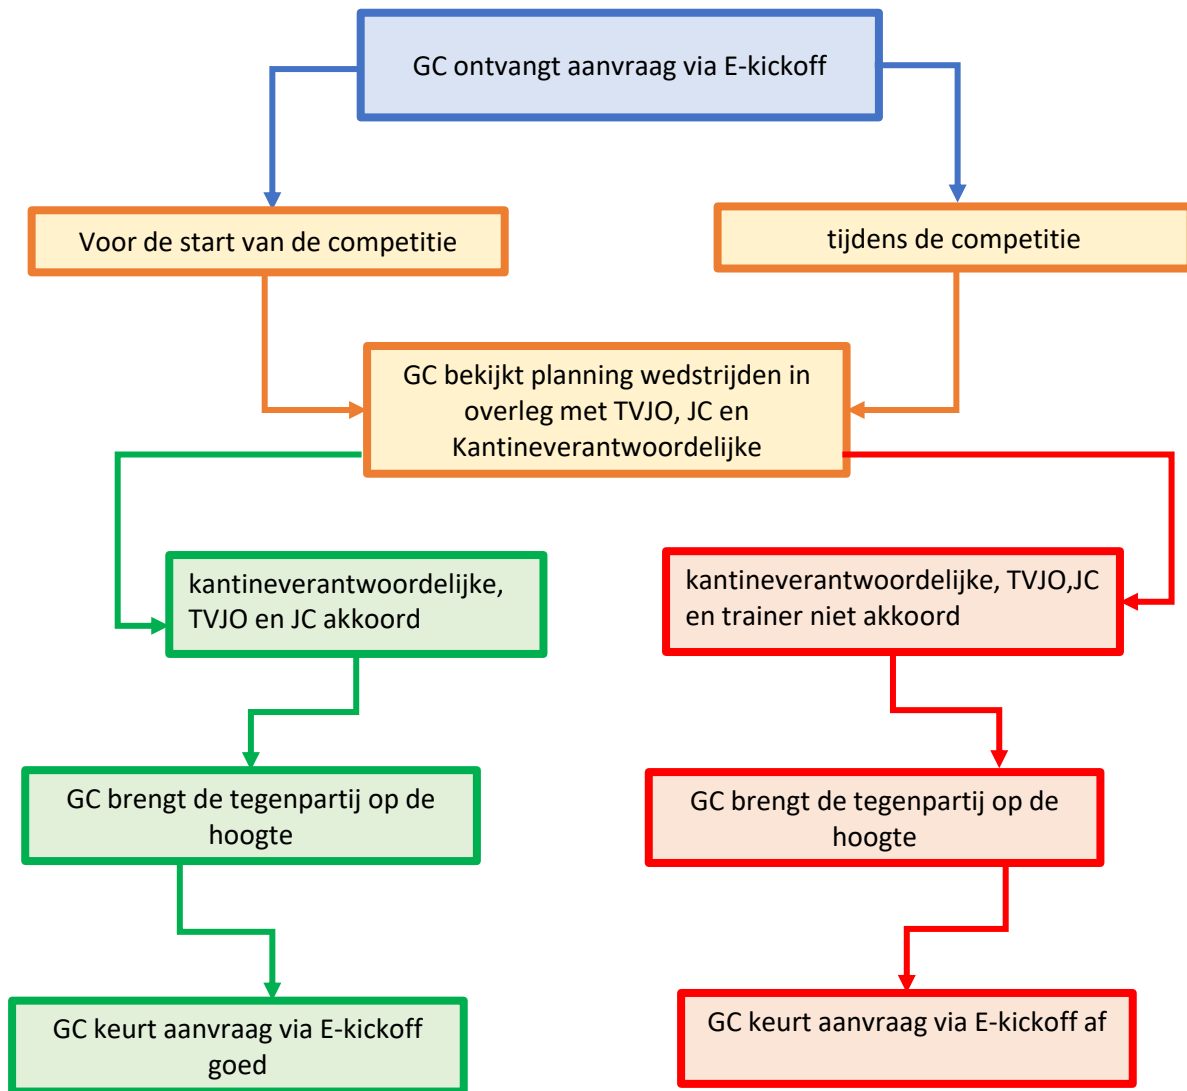 GC ontvangt aanvraag via E-kickoff
Voor de start van de competitie
tijdens de competitie
GC bekijkt planning wedstrijden in
overleg met TVJO, JC en
Kantineverantwoordelijke
kantineverantwoordelijke,
TVJO en JC akkoord
kantineverantwoordelijke, TVJO,JC
en trainer niet akkoord
GC brengt de tegenpartij op de
hoogte
GC brengt de tegenpartij op de
hoogte
GC keurt aanvraag via E-kickoff
goed
GC keurt aanvraag via E-kickoff af